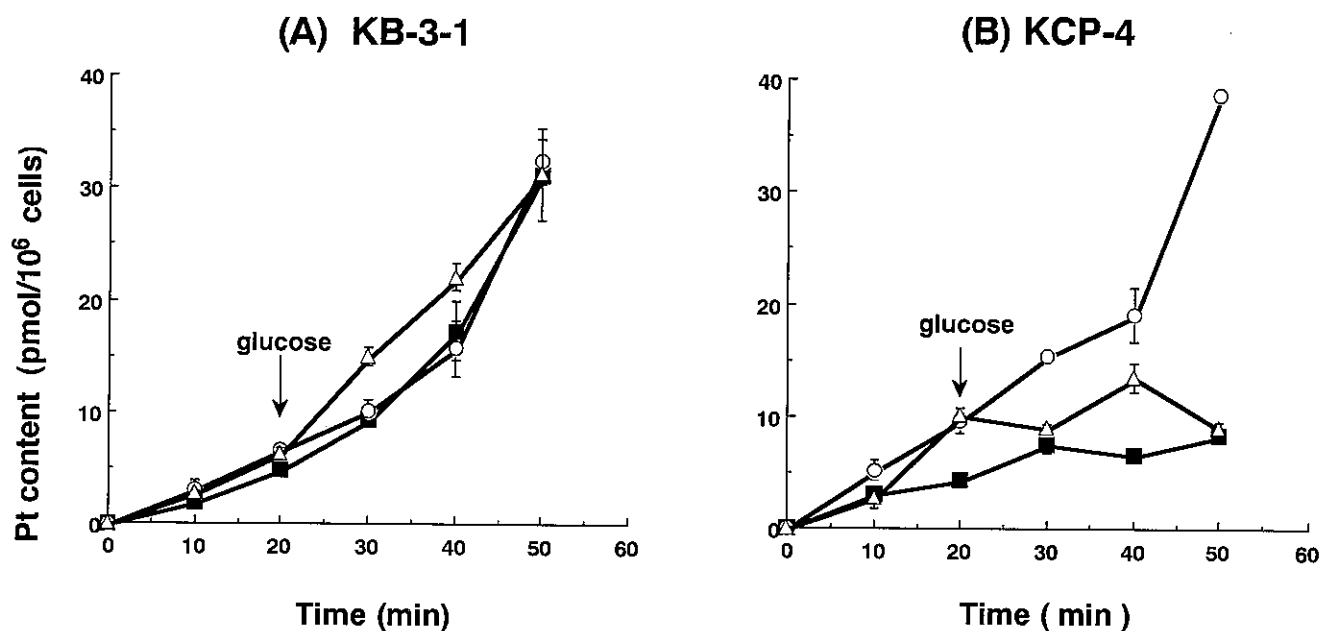 (A) KB-3-1
Pt content (pmol/10⁶ cells)
40
30
20
10
0
glucose
0 10 20 30 40 50 60
Time (min)
(B) KCP-4
40
30
20
10
0
glucose
0 10 20 30 40 50 60
Time ( min )